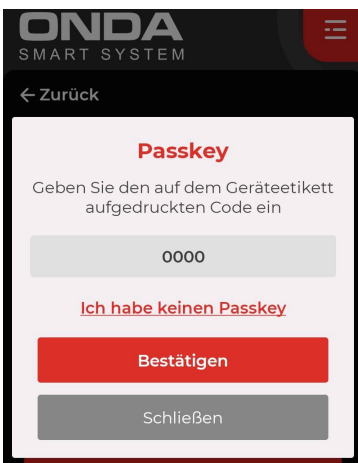 ONDA
SMART SYSTEM
← Zurück
Passkey
Geben Sie den auf dem Geräteetikett
aufgedruckten Code ein
0000
Ich habe keinen Passkey
Bestätigen
Schließen